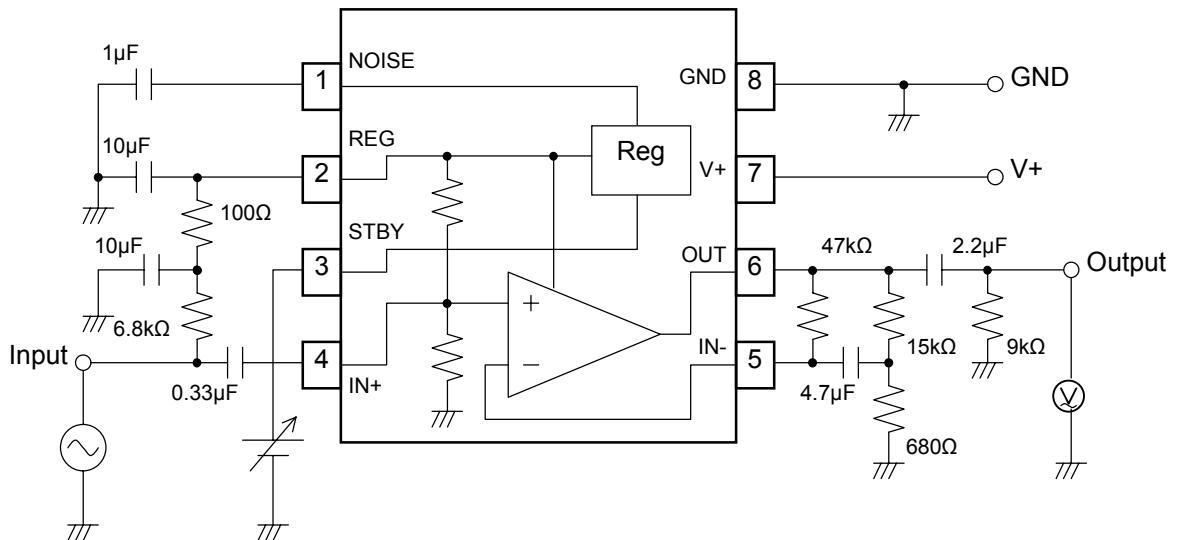 1µF
1
NOISE
GND
8
GND
10µF
REG
2
Reg
V+
7
V+
100Ω
STBY
10µF
3
OUT
6
47kΩ
2.2µF
Output
+
6.8kΩ
Input
4
IN+
−
IN-
5
15kΩ
9kΩ
0.33µF
4.7µF
V
680Ω